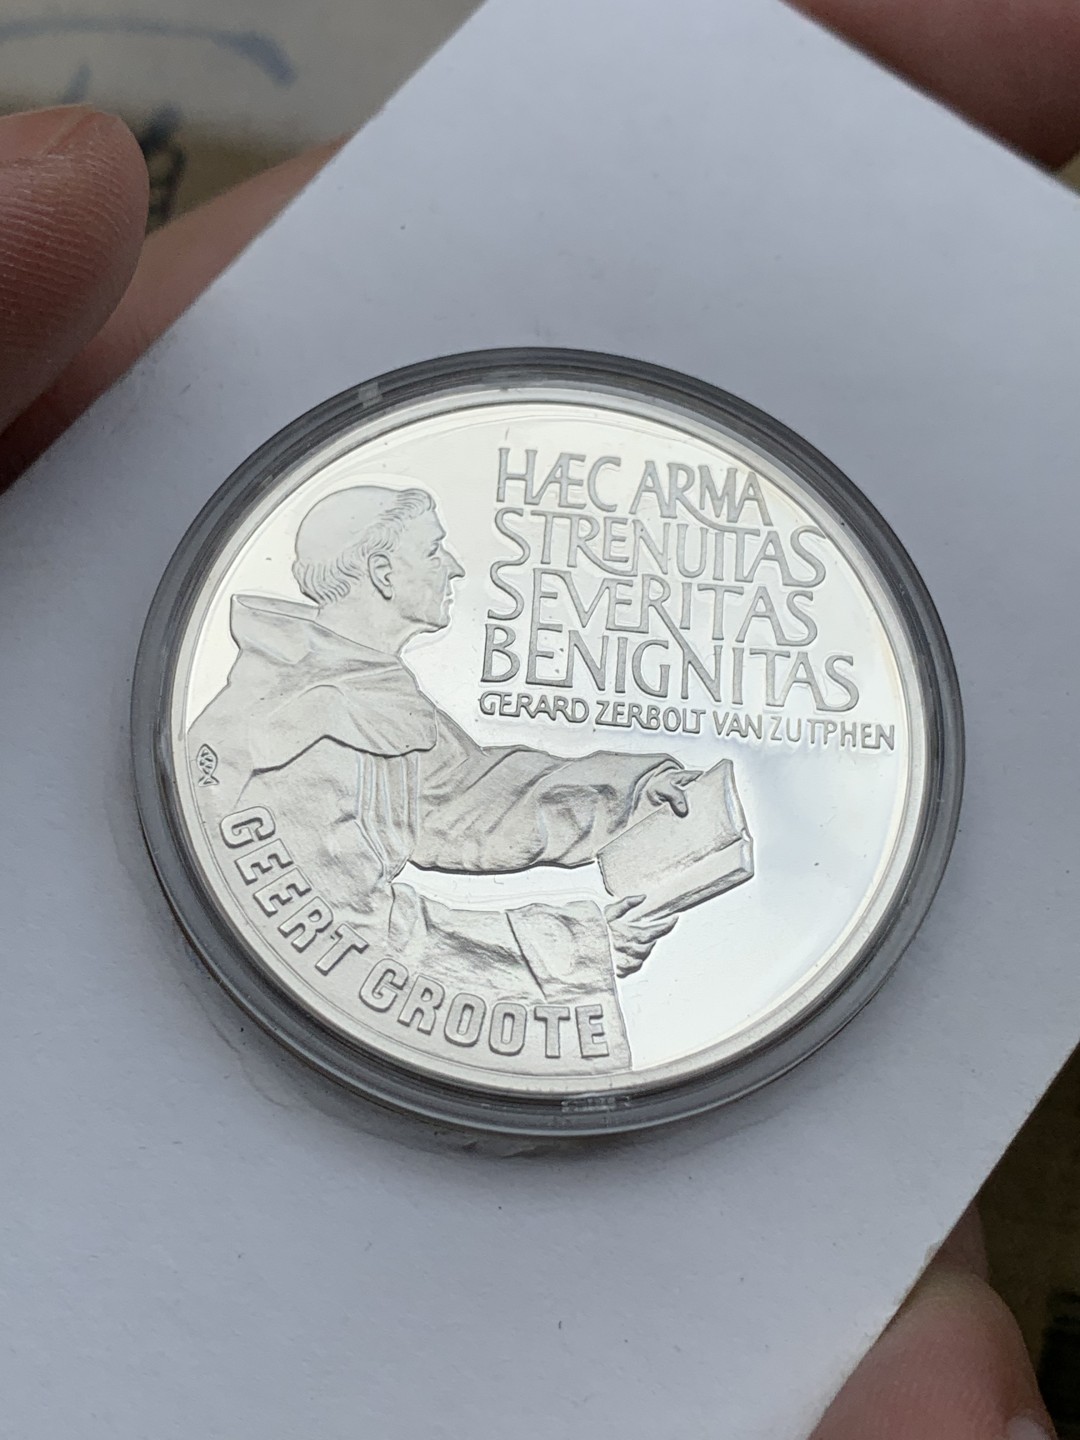 HÆC ARMA
STRENUITAS
SEVERITAS
BENIGNITAS
GERARD ZERBOLT VAN ZUTPHEN
GEERT GROOTE